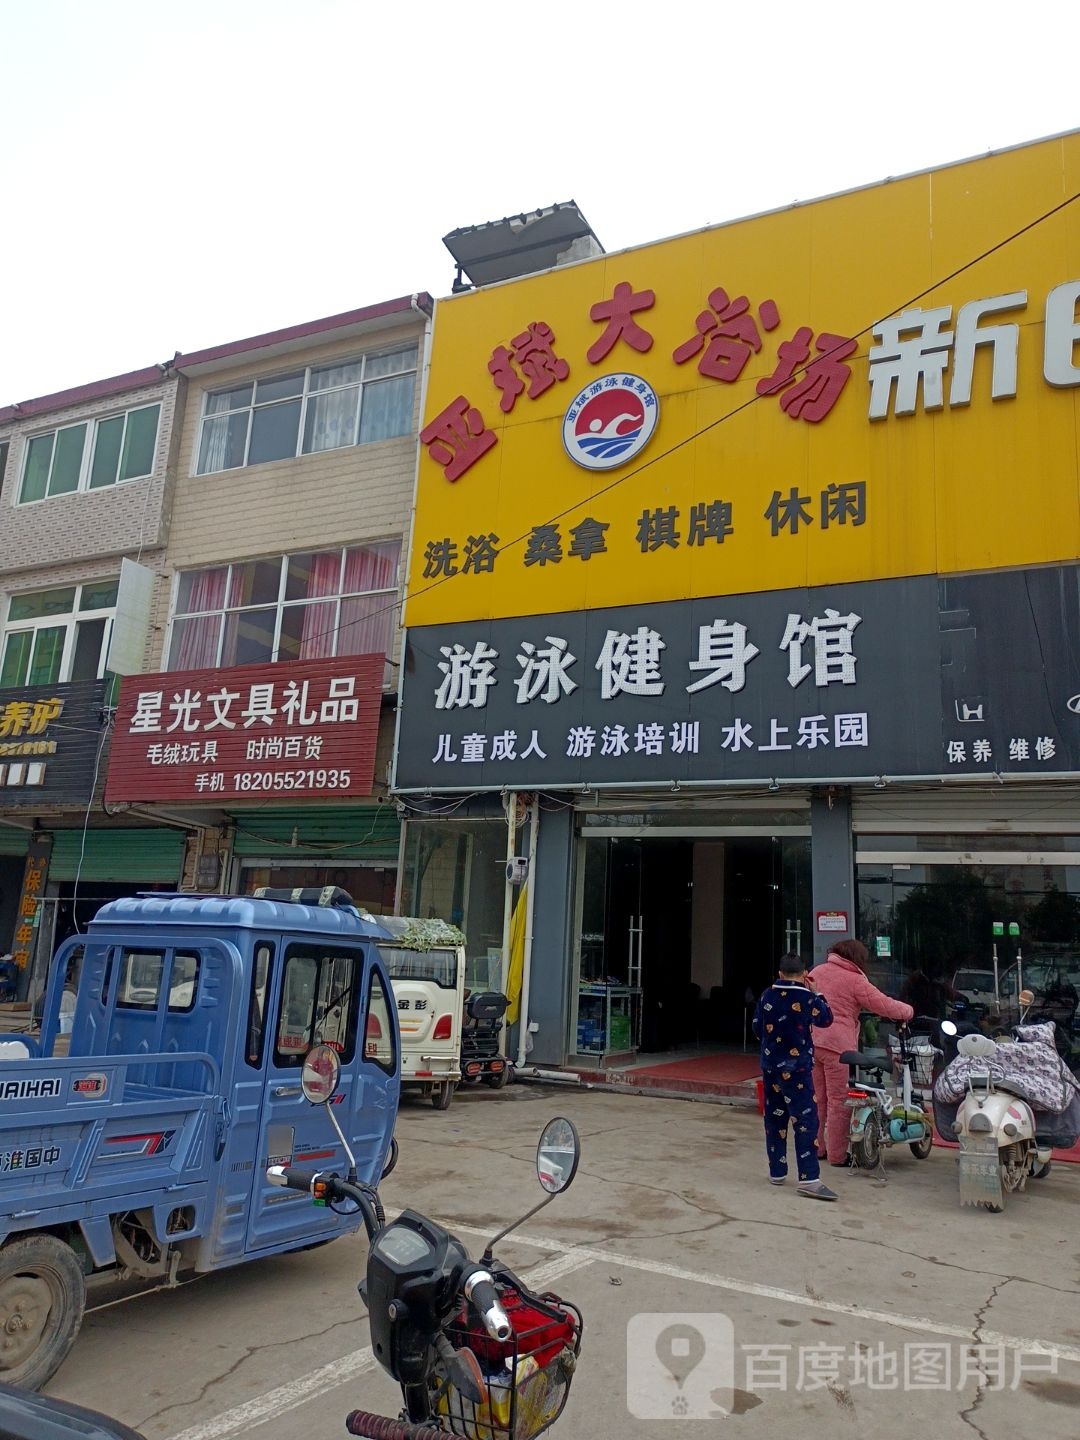 亚斌大浴场
新
亚斌游泳健身馆
洗浴 桑拿 棋牌 休闲
游泳健身馆
儿童成人 游泳培训 水上乐园
保养 维修
养护
星光文具礼品
毛绒玩具 时尚百货
手机 18205521935
保险年审
金彭
HUAIHAI
中国淮
百度地图用户